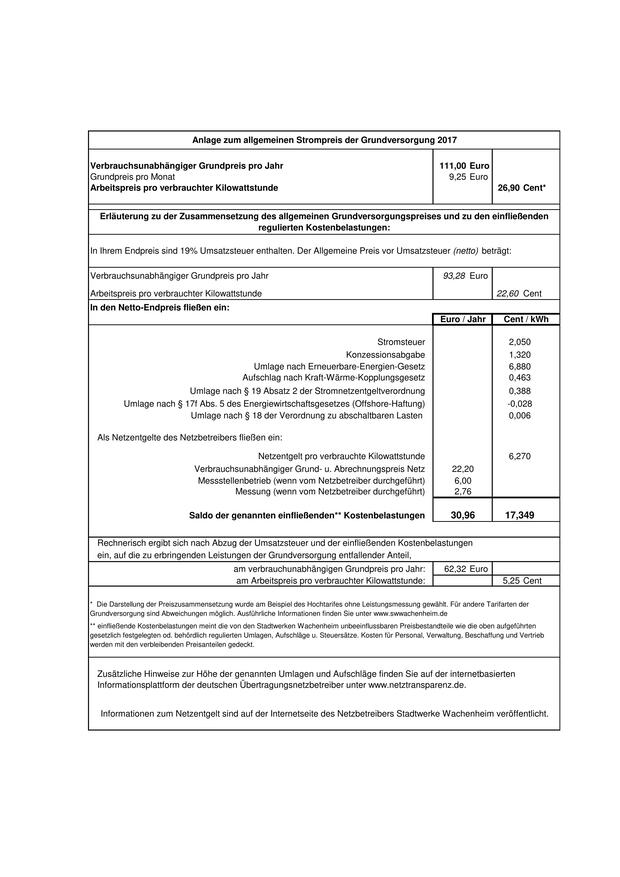 Anlage zum allgemeinen Strompreis der Grundversorgung 2017
Verbrauchsunabhängiger Grundpreis pro Jahr 111,00 Euro
Grundpreis pro Monat 9,25 Euro
Arbeitspreis pro verbrauchter Kilowattstunde 26,90 Cent*
Erläuterung zu der Zusammensetzung des allgemeinen Grundversorgungspreises und zu den einfließenden
regulierten Kostenbelastungen:
In Ihrem Endpreis sind 19% Umsatzsteuer enthalten. Der Allgemeine Preis vor Umsatzsteuer (netto) beträgt:
Verbrauchsunabhängiger Grundpreis pro Jahr 93,28 Euro
Arbeitspreis pro verbrauchter Kilowattstunde 22,60 Cent
In den Netto-Endpreis fließen ein:
Euro / Jahr Cent / kWh
Stromsteuer 2,050
Konzessionsabgabe 1,320
Umlage nach Erneuerbare-Energien-Gesetz 6,880
Aufschlag nach Kraft-Wärme-Kopplungsgesetz 0,463
Umlage nach § 19 Absatz 2 der Stromnetzentgeltverordnung 0,388
Umlage nach § 17f Abs. 5 des Energiewirtschaftsgesetzes (Offshore-Haftung) -0,028
Umlage nach § 18 der Verordnung zu abschaltbaren Lasten 0,006
Als Netzentgelte des Netzbetreibers fließen ein:
Netzentgelt pro verbrauchte Kilowattstunde 6,270
Verbrauchsunabhängiger Grund- u. Abrechnungspreis Netz 22,20
Messstellenbetrieb (wenn vom Netzbetreiber durchgeführt) 6,00
Messung (wenn vom Netzbetreiber durchgeführt) 2,76
Saldo der genannten einfließenden** Kostenbelastungen 30,96 17,349
Rechnerisch ergibt sich nach Abzug der Umsatzsteuer und der einfließenden Kostenbelastungen
ein, auf die zu erbringenden Leistungen der Grundversorgung entfallender Anteil,
am verbrauchunabhängigen Grundpreis pro Jahr: 62,32 Euro
am Arbeitspreis pro verbrauchter Kilowattstunde: 5,25 Cent
* Die Darstellung der Preiszusammensetzung wurde am Beispiel des Hochtarifes ohne Leistungsmessung gewählt. Für andere Tarifarten der
Grundversorgung sind Abweichungen möglich. Ausführliche Informationen finden Sie unter www.swwachenheim.de
** einfließende Kostenbelastungen meint die von den Stadtwerken Wachenheim unbeeinflussbaren Preisbestandteile wie die oben aufgeführten
gesetzlich festgelegten od. behördlich regulierten Umlagen, Aufschläge u. Steuersätze. Kosten für Personal, Verwaltung, Beschaffung und Vertrieb
werden mit den verbleibenden Preisanteilen gedeckt.
Zusätzliche Hinweise zur Höhe der genannten Umlagen und Aufschläge finden Sie auf der internetbasierten
Informationsplattform der deutschen Übertragungsnetzbetreiber unter www.netztransparenz.de.
Informationen zum Netzentgelt sind auf der Internetseite des Netzbetreibers Stadtwerke Wachenheim veröffentlicht.